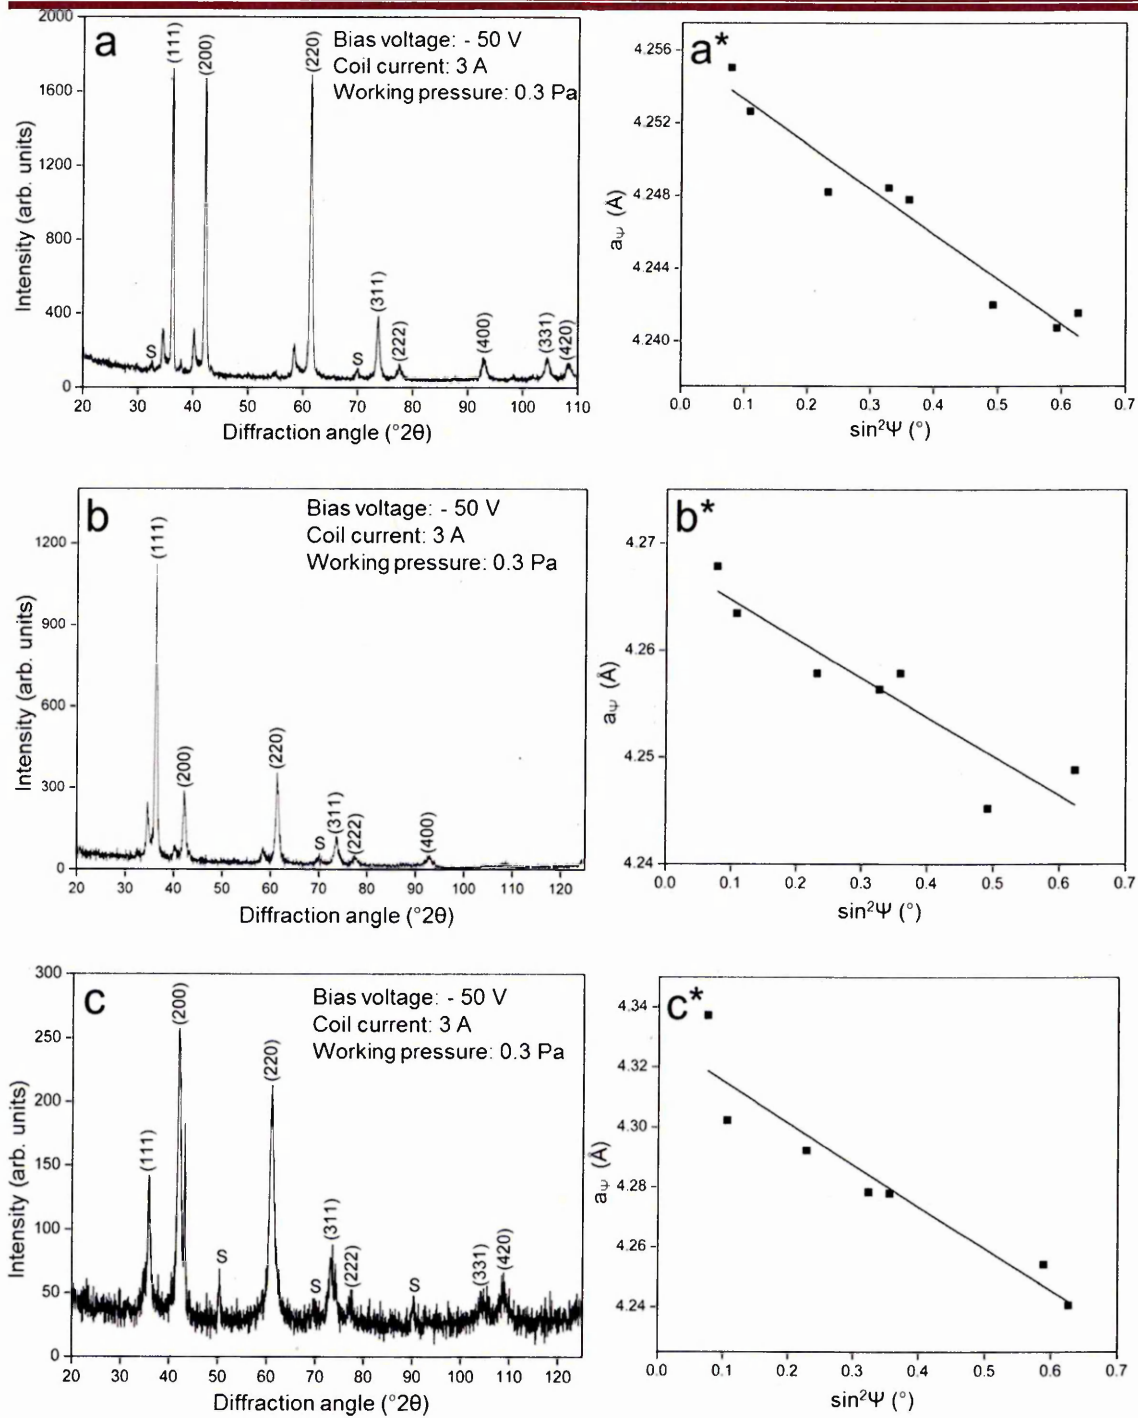 a
Bias voltage: - 50 V
Coil current: 3 A
Working pressure: 0.3 Pa
(111)
(200)
(220)
(311)
(222)
(400)
(331)
(420)
S
S
2000
1600
1200
800
400
0
20 30 40 50 60 70 80 90 100 110
Intensity (arb. units)
Diffraction angle (°2θ)
a*
4.256
4.252
4.248
4.244
4.240
0.0 0.1 0.2 0.3 0.4 0.5 0.6 0.7
aΨ (Å)
sin²Ψ (°)
b
Bias voltage: - 50 V
Coil current: 3 A
Working pressure: 0.3 Pa
(111)
(200)
(220)
S
(311)
(222)
(400)
1200
900
600
300
0
20 30 40 50 60 70 80 90 100 110 120
Intensity (arb. units)
Diffraction angle (°2θ)
b*
4.27
4.26
4.25
4.24
0.0 0.1 0.2 0.3 0.4 0.5 0.6 0.7
aΨ (Å)
sin²Ψ (°)
c
Bias voltage: - 50 V
Coil current: 3 A
Working pressure: 0.3 Pa
(111)
(200)
S
(220)
S
(311)
(222)
S
(331)
(420)
300
250
200
150
100
50
0
20 30 40 50 60 70 80 90 100 110 120
Intensity (arb. units)
Diffraction angle (°2θ)
c*
4.34
4.32
4.30
4.28
4.26
4.24
0.0 0.1 0.2 0.3 0.4 0.5 0.6 0.7
aΨ (Å)
sin²Ψ (°)